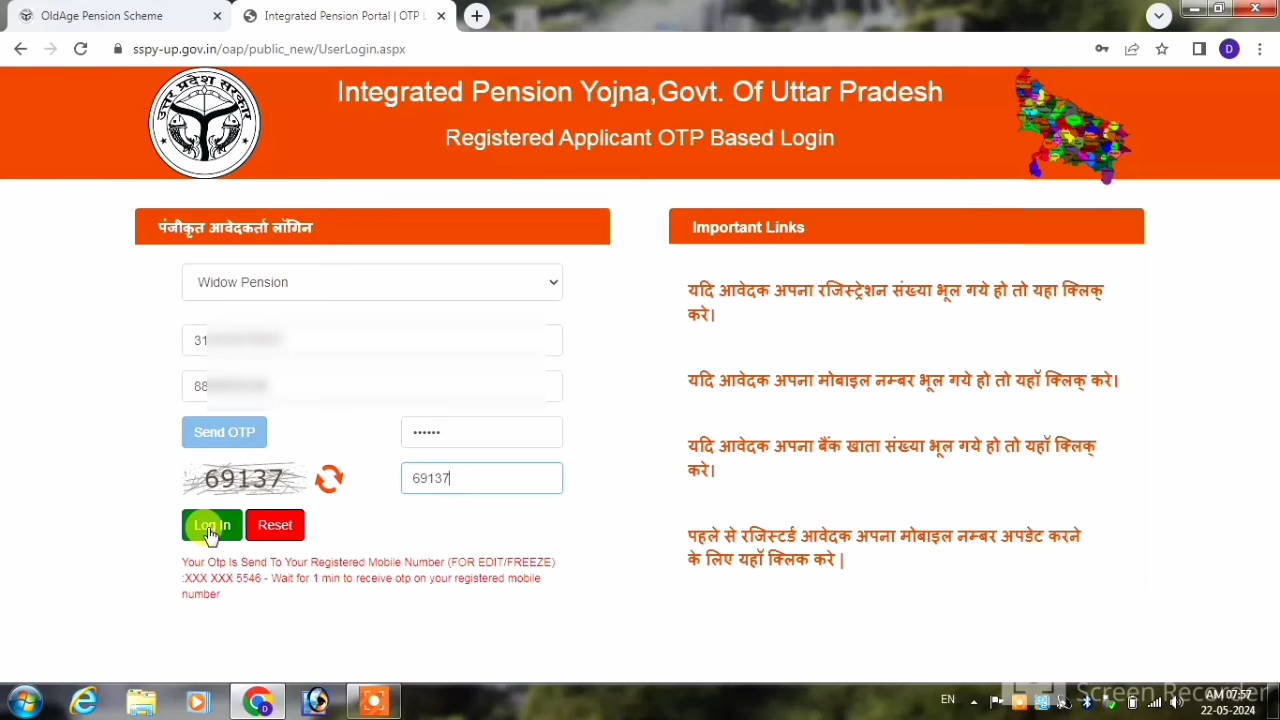 OldAge Pension Scheme
Integrated Pension Portal | OTP L
sspy-up.gov.in/oap/public_new/UserLogin.aspx
D
उत्तर प्रदेश सरकार
Integrated Pension Yojna,Govt. Of Uttar Pradesh
Registered Applicant OTP Based Login
पंजीकृत आवेदकर्ता लॉगिन
Widow Pension
31
88
Send OTP
••••••
69137
69137
Log In
Reset
Your Otp Is Send To Your Registered Mobile Number (FOR EDIT/FREEZE)
:XXX XXX 5546 - Wait for 1 min to receive otp on your registered mobile
number
Important Links
यदि आवेदक अपना रजिस्ट्रेशन संख्या भूल गये हो तो यहा क्लिक्
करे।
यदि आवेदक अपना मोबाइल नम्बर भूल गये हो तो यहाँ क्लिक् करे।
यदि आवेदक अपना बैंक खाता संख्या भूल गये हो तो यहाँ क्लिक्
करे।
पहले से रजिस्टर्ड आवेदक अपना मोबाइल नम्बर अपडेट करने
के लिए यहाँ क्लिक करे |
Screen Recorder
EN
AM 07:57
22-05-2024